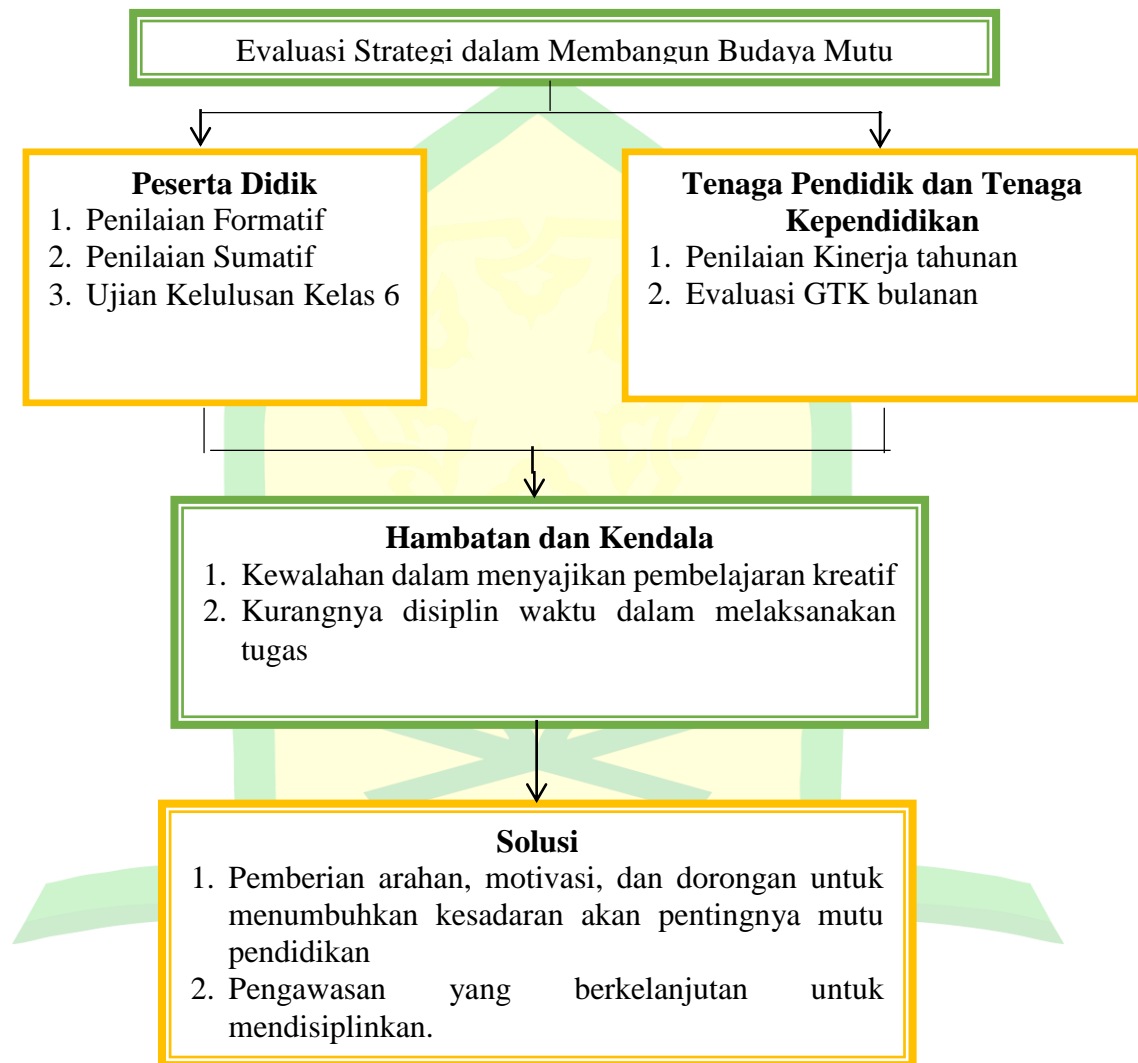 Evaluasi Strategi dalam Membangun Budaya Mutu
Peserta Didik
1. Penilaian Formatif
2. Penilaian Sumatif
3. Ujian Kelulusan Kelas 6
Tenaga Pendidik dan Tenaga
Kependidikan
1. Penilaian Kinerja tahunan
2. Evaluasi GTK bulanan
Hambatan dan Kendala
1. Kewalahan dalam menyajikan pembelajaran kreatif
2. Kurangnya disiplin waktu dalam melaksanakan
tugas
Solusi
1. Pemberian arahan, motivasi, dan dorongan untuk
menumbuhkan kesadaran akan pentingnya mutu
pendidikan
2. Pengawasan yang berkelanjutan untuk
mendisiplinkan.